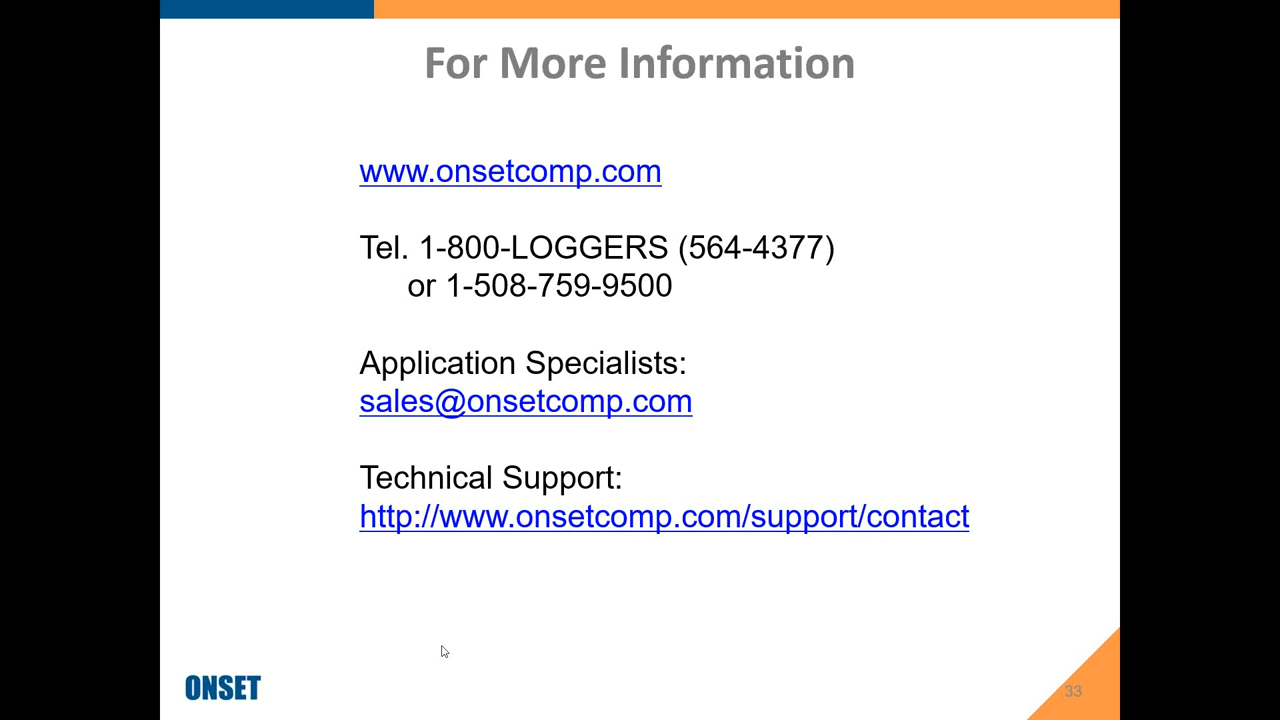 For More Information
www.onsetcomp.com
Tel. 1-800-LOGGERS (564-4377)
or 1-508-759-9500
Application Specialists:
sales@onsetcomp.com
Technical Support:
http://www.onsetcomp.com/support/contact
ONSET
33